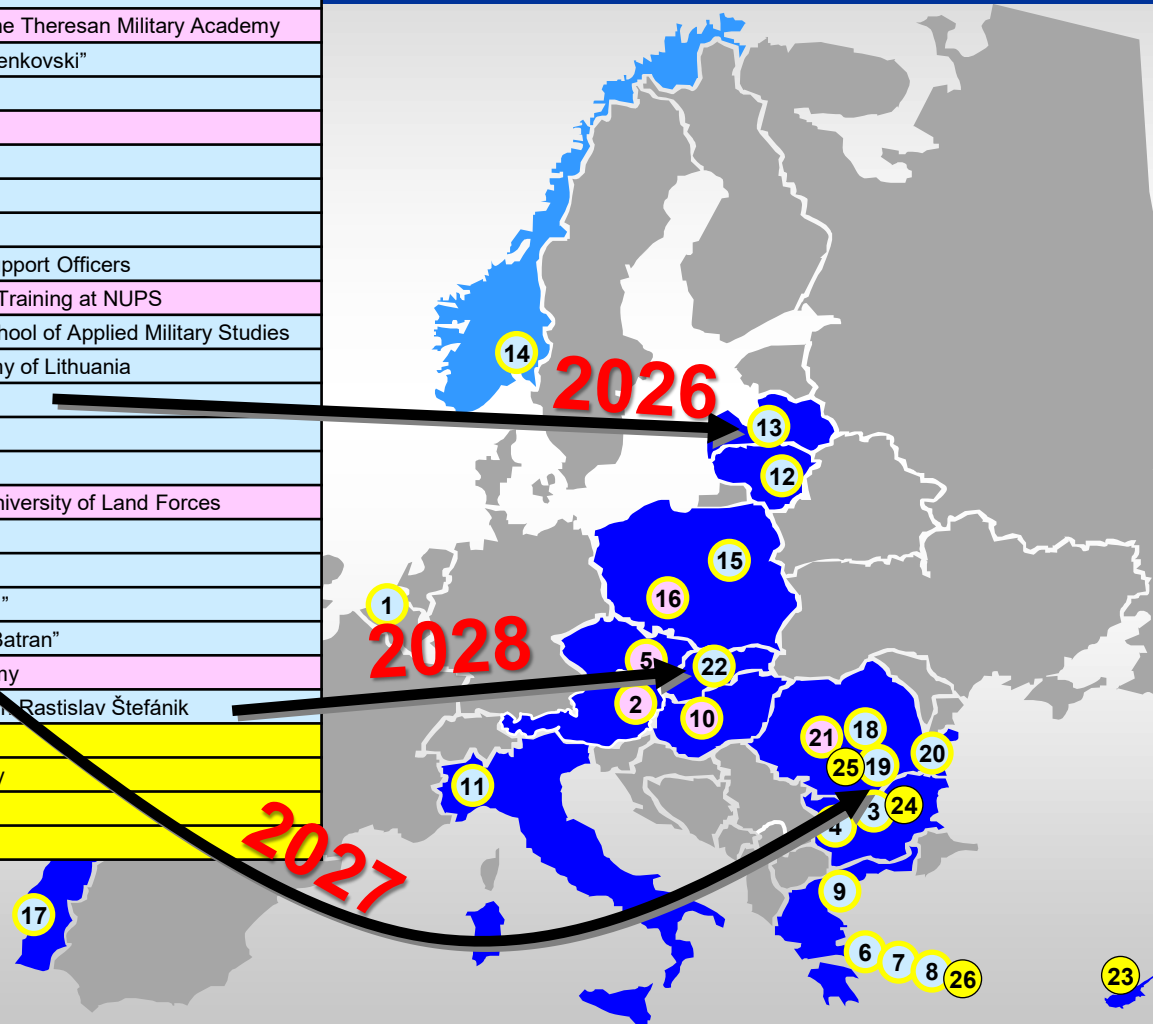 ne Theresan Military Academy
enkovski”
pport Officers
Training at NUPS
hool of Applied Military Studies
ny of Lithuania
niversity of Land Forces
”
Batran”
my
Rastislav Štefánik
y
2026
2028
2027
14
13
12
15
16
1
5
22
2
10
21
18
20
25
19
11
3
24
4
9
17
6
7
8
26
23